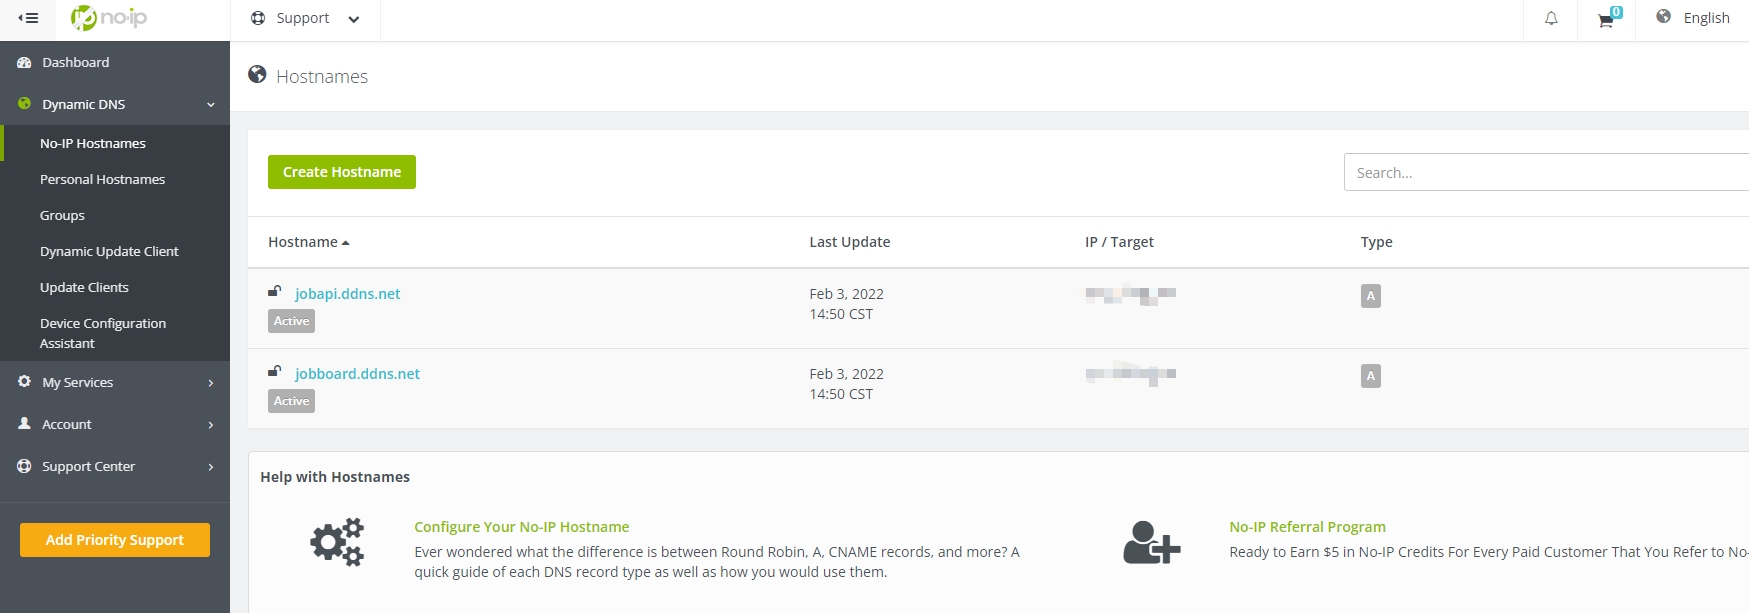 no-ip
Support
0
English
Dashboard
Dynamic DNS
No-IP Hostnames
Personal Hostnames
Groups
Dynamic Update Client
Update Clients
Device Configuration
Assistant
My Services
Account
Support Center
Add Priority Support
Hostnames
Create Hostname
Search...
Hostname Last Update IP / Target Type
jobapi.ddns.net Feb 3, 2022 A
Active 14:50 CST
jobboard.ddns.net Feb 3, 2022 A
Active 14:50 CST
Help with Hostnames
Configure Your No-IP Hostname
Ever wondered what the difference is between Round Robin, A, CNAME records, and more? A
quick guide of each DNS record type as well as how you would use them.
No-IP Referral Program
Ready to Earn $5 in No-IP Credits For Every Paid Customer That You Refer to No-